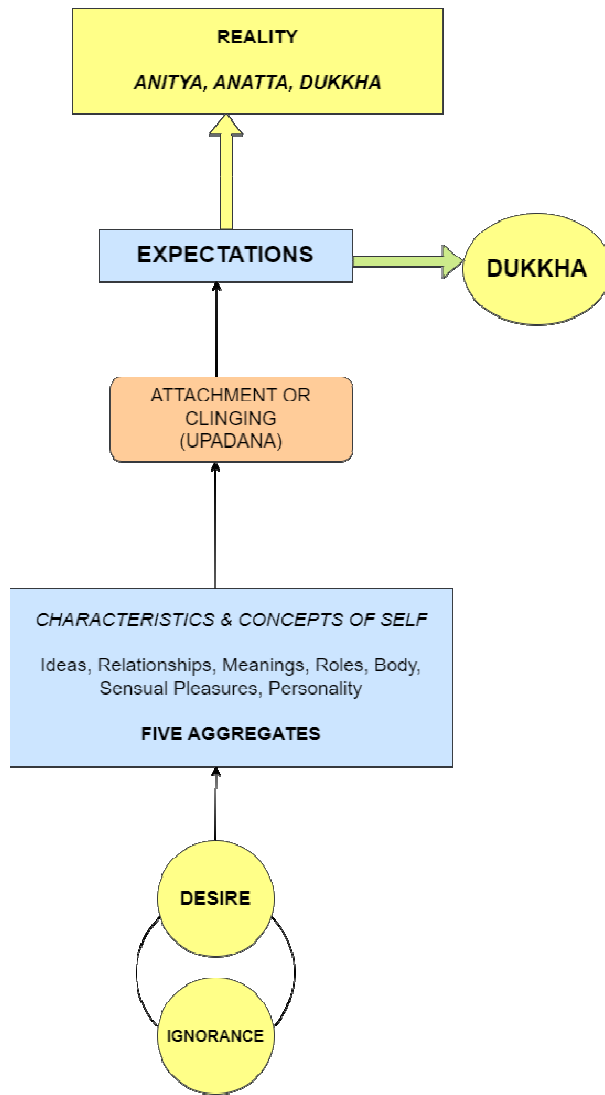 REALITY
ANITYA, ANATTA, DUKKHA
EXPECTATIONS
DUKKHA
ATTACHMENT OR
CLINGING
(UPADANA)
CHARACTERISTICS & CONCEPTS OF SELF
Ideas, Relationships, Meanings, Roles, Body,
Sensual Pleasures, Personality
FIVE AGGREGATES
DESIRE
IGNORANCE